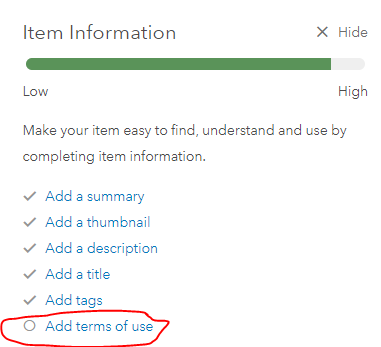 Item Information
Hide
Low
High
Make your item easy to find, understand and use by
completing item information.
Add a summary
Add a thumbnail
Add a description
Add a title
Add tags
Add terms of use